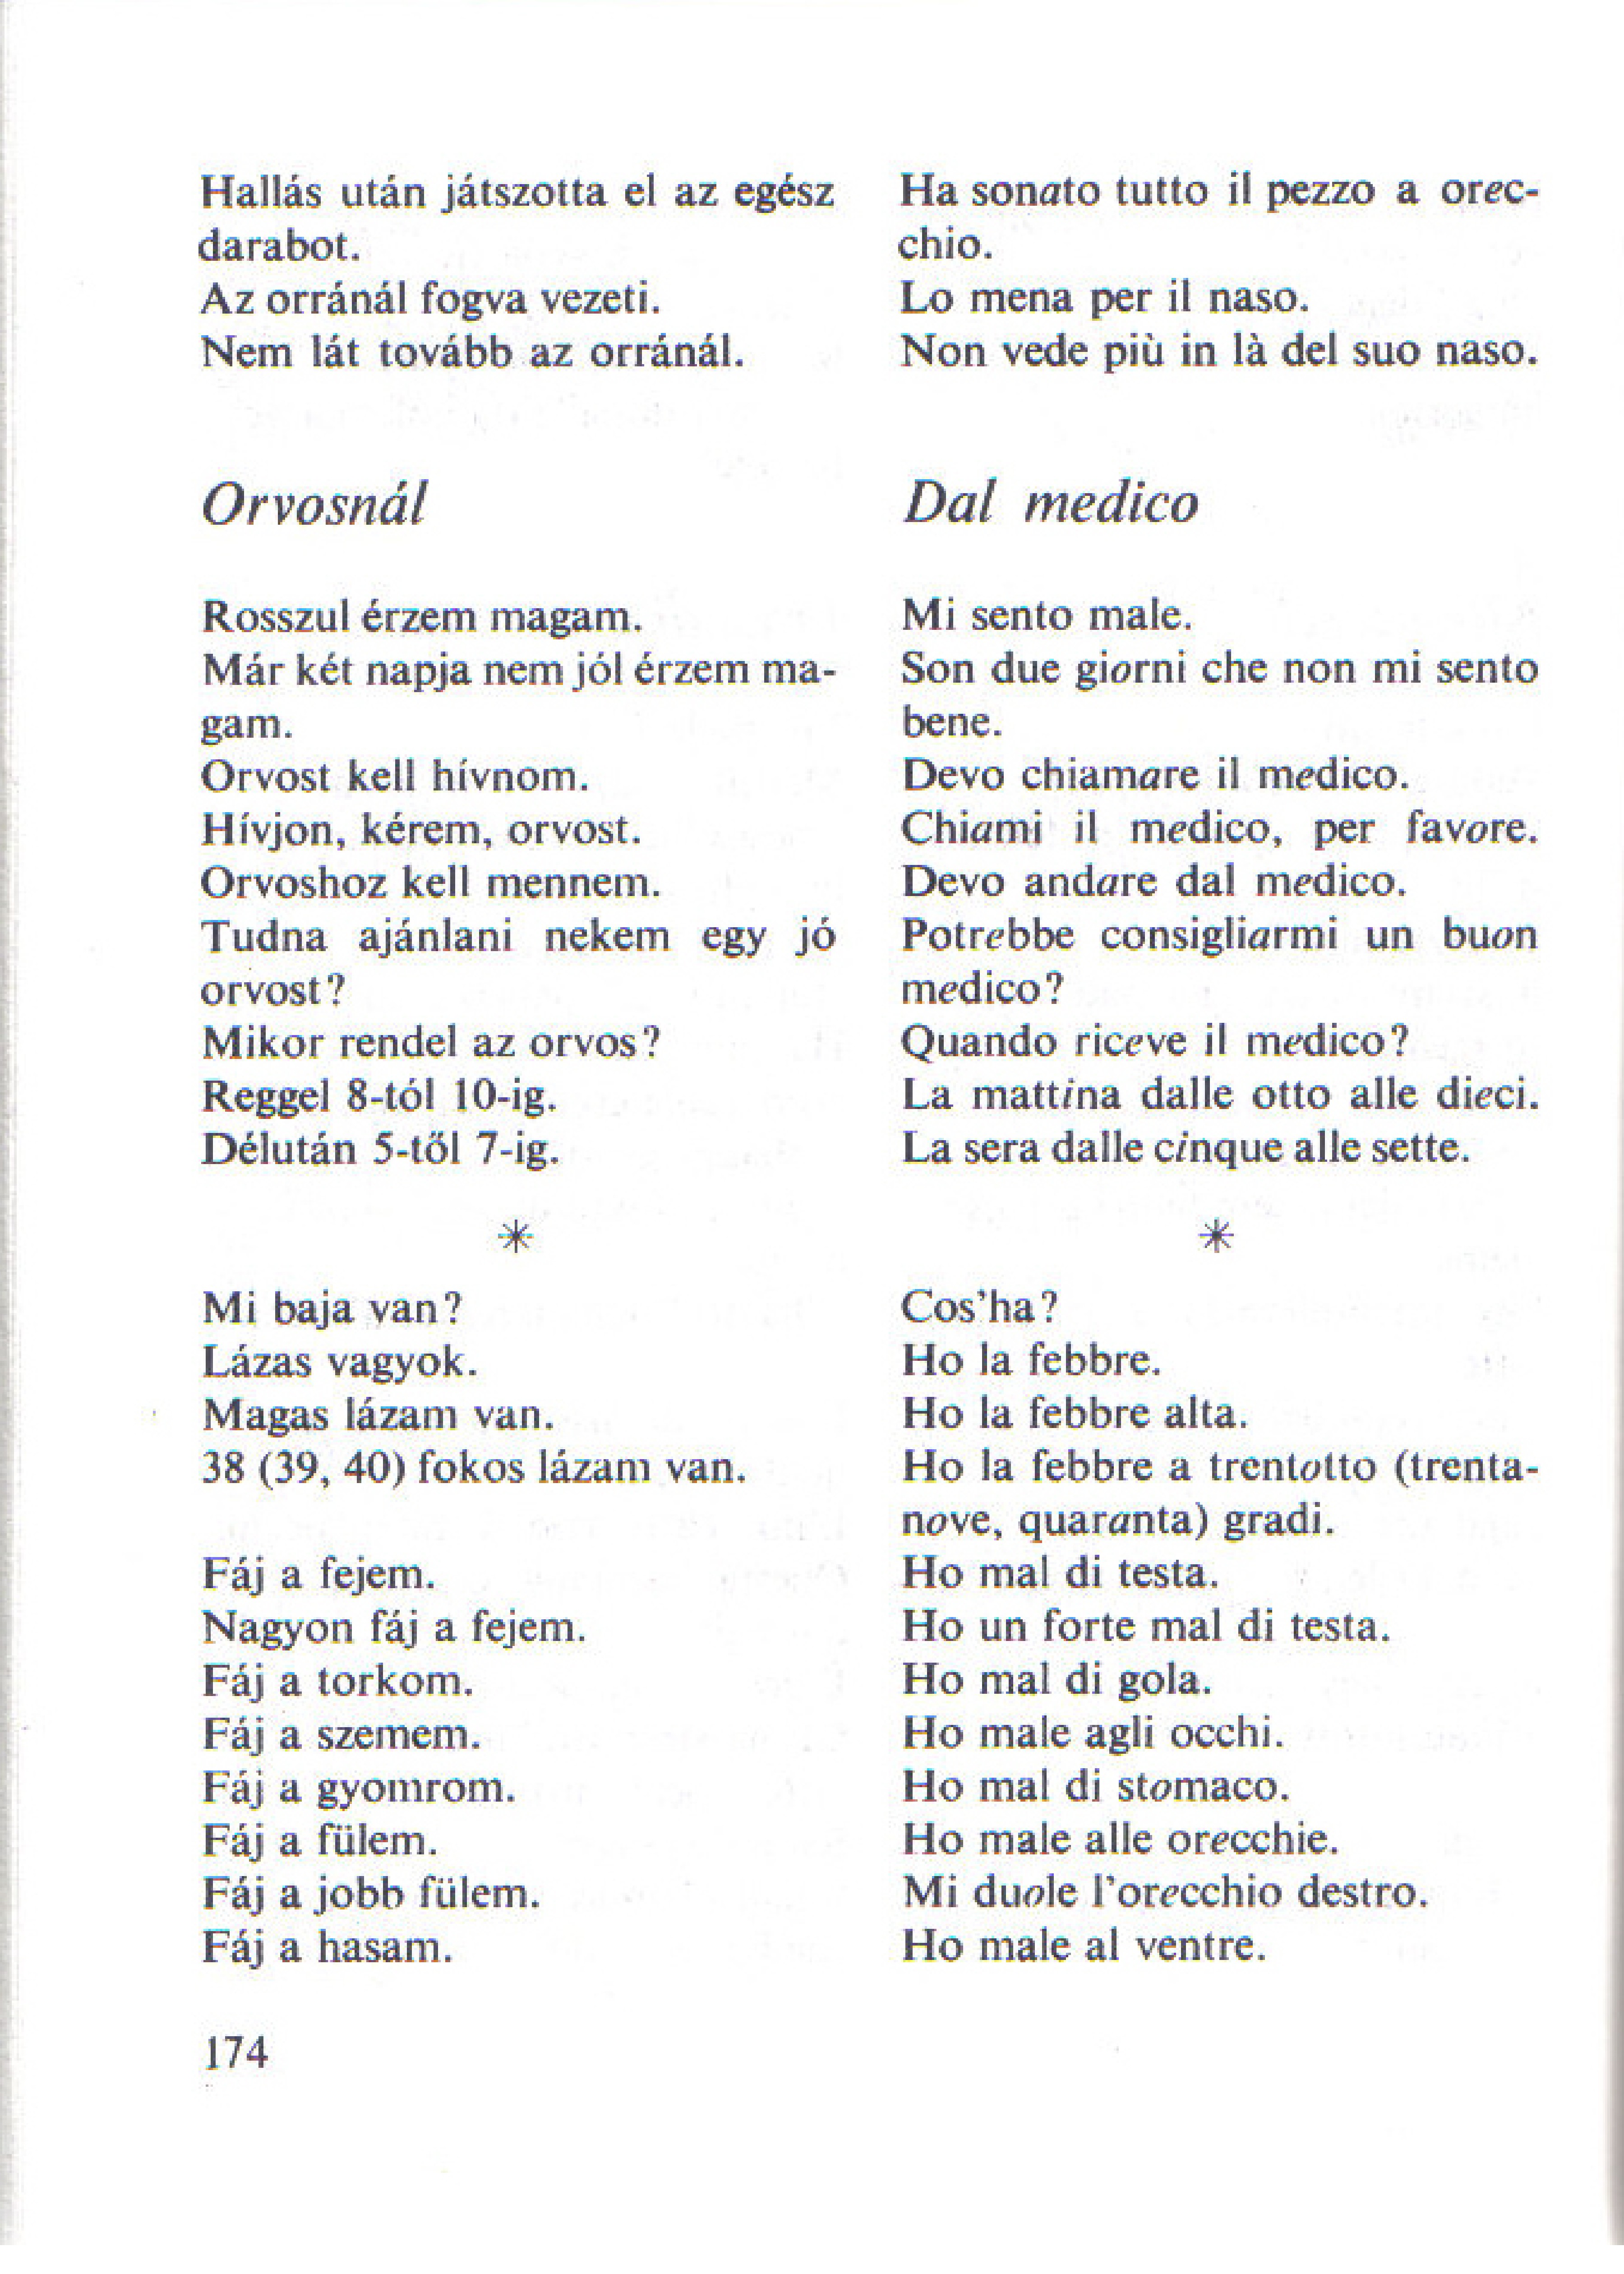 Hallás után játszotta el az egész
darabot.
Az orránál fogva vezeti.
Nem lát tovább az orránál.
Orvosnál
Rosszul érzem magam.
Már két napja nem jól érzem ma-
gam.
Orvost kell hívnom.
Hívjon, kérem, orvost.
Orvoshoz kell mennem.
Tudna ajánlani nekem egy jó
orvost?
Mikor rendel az orvos?
Reggel 8-tól 10-ig.
Délután 5-től 7-ig.
*
Mi baja van?
Lázas vagyok.
Magas lázam van.
38 (39, 40) fokos lázam van.
Fáj a fejem.
Nagyon fáj a fejem.
Fáj a torkom.
Fáj a szemem.
Fáj a gyomrom.
Fáj a fülem.
Fáj a jobb fülem.
Fáj a hasam.
Ha sonato tutto il pezzo a orec-
chio.
Lo mena per il naso.
Non vede più in là del suo naso.
Dal medico
Mi sento male.
Son due giorni che non mi sento
bene.
Devo chiamare il medico.
Chiami il medico, per favore.
Devo andare dal medico.
Potrebbe consigliarmi un buon
medico?
Quando riceve il medico?
La mattina dalle otto alle dieci.
La sera dalle cinque alle sette.
*
Cos'ha?
Ho la febbre.
Ho la febbre alta.
Ho la febbre a trentotto (trenta-
nove, quaranta) gradi.
Ho mal di testa.
Ho un forte mal di testa.
Ho mal di gola.
Ho male agli occhi.
Ho mal di stomaco.
Ho male alle orecchie.
Mi duole l'orecchio destro.
Ho male al ventre.
174